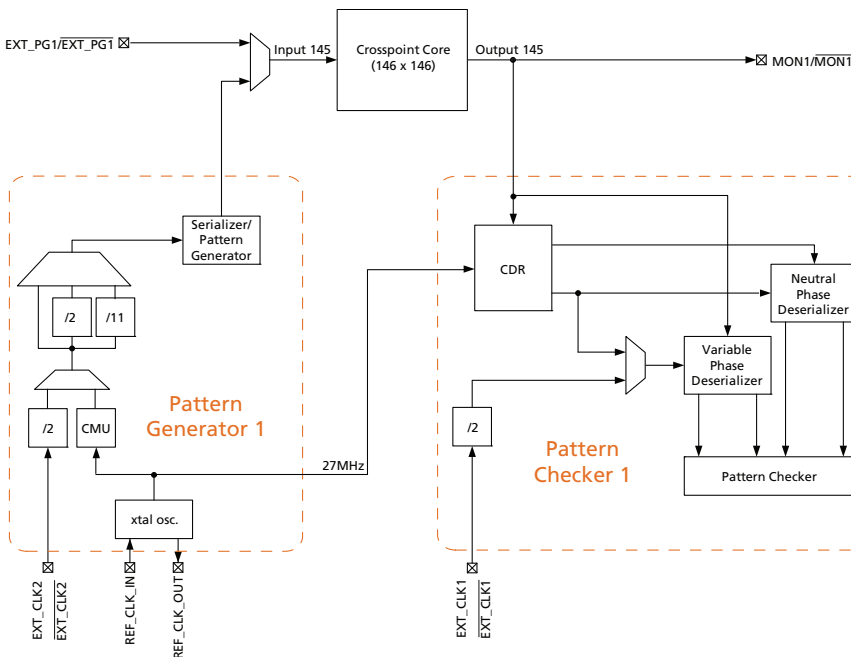 EXT_PG1/EXT_PG1
Input 145
Crosspoint Core
(146 x 146)
Output 145
MON1/MON1
Serializer/
Pattern
Generator
CDR
Neutral
Phase
Deserializer
/2
/11
Variable
Phase
Deserializer
Pattern
Generator 1
/2
CMU
/2
Pattern
Checker 1
27MHz
Pattern Checker
xtal osc.
EXT_CLK2
EXT_CLK2
REF_CLK_IN
REF_CLK_OUT
EXT_CLK1
EXT_CLK1